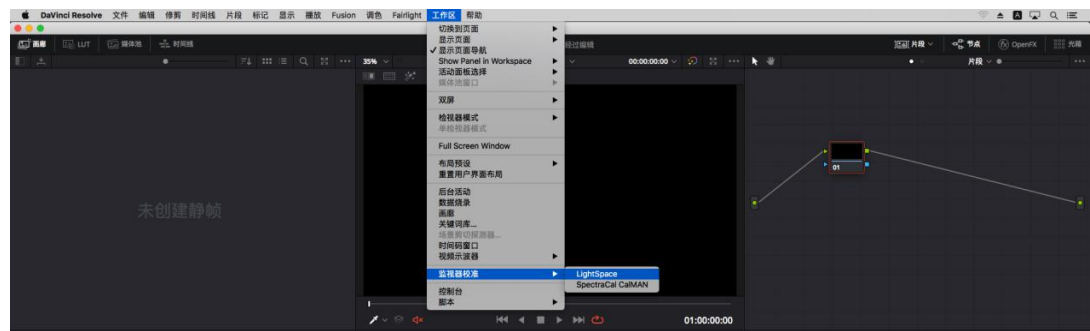 DaVinci Resolve 文件 编辑 修剪 时间线 片段 标记 显示 播放 Fusion 调色 Fairlight 工作区 帮助
画廊 LUT 媒体池 时间线 经过编辑 片段 节点 OpenFX 光箱
35% 00:00:00:00 片段
切换到页面
显示页面
✓ 显示页面导航
Show Panel in Workspace
活动面板选择
媒体池窗口
双屏
检视器模式
单检视器模式
Full Screen Window
布局预设
重置用户界面布局
后台活动
数据烧录
画廊
关键词库...
场景剪切探测器...
时间码窗口
视频示波器
监视器校准
LightSpace
SpectraCal CalMAN
控制台
脚本
未创建静帧
01
01:00:00:00